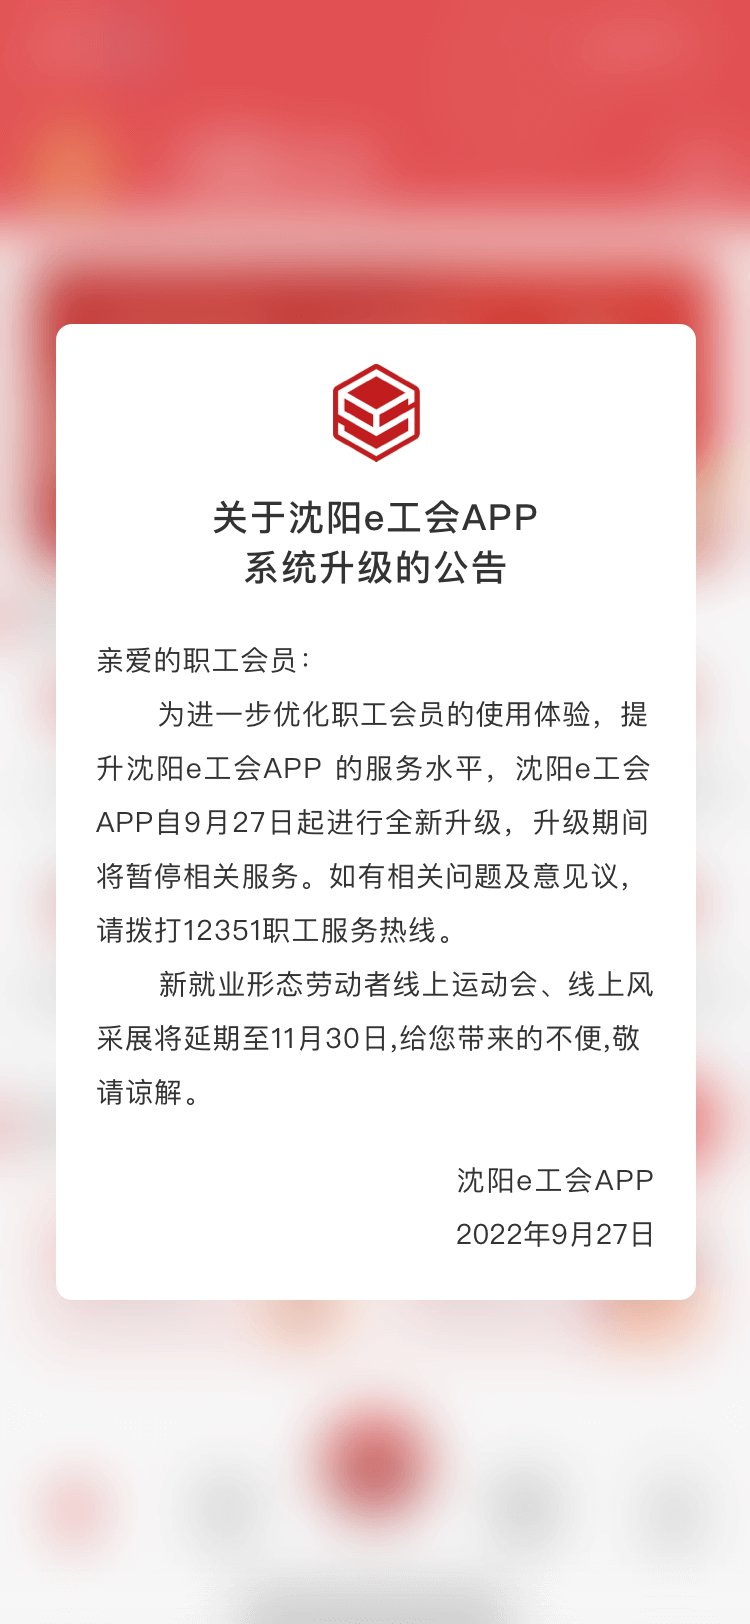 关于沈阳e工会APP
系统升级的公告
亲爱的职工会员：
为进一步优化职工会员的使用体验，提
升沈阳e工会APP 的服务水平，沈阳e工会
APP自9月27日起进行全新升级，升级期间
将暂停相关服务。如有相关问题及意见议，
请拨打12351职工服务热线。
新就业形态劳动者线上运动会、线上风
采展将延期至11月30日,给您带来的不便,敬
请谅解。
沈阳e工会APP
2022年9月27日